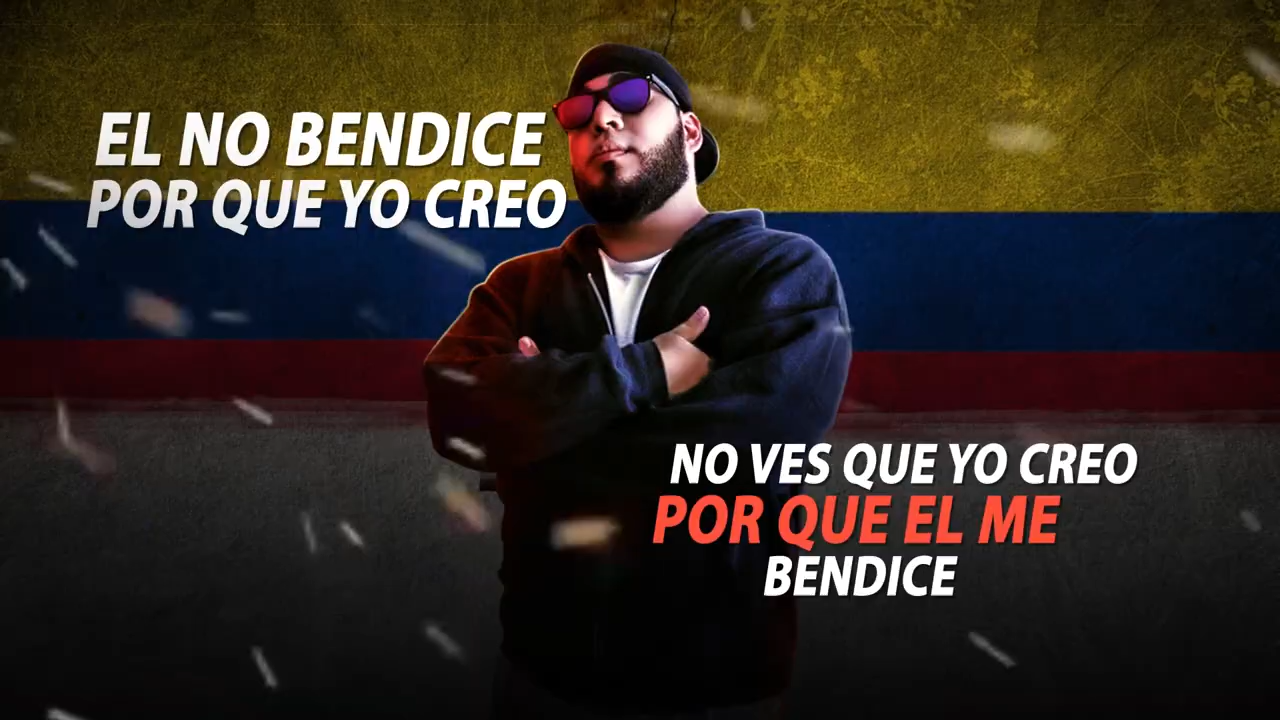 EL NO BENDICE
POR QUE YO CREO
NO VES QUE YO CREO
POR QUE EL ME
BENDICE